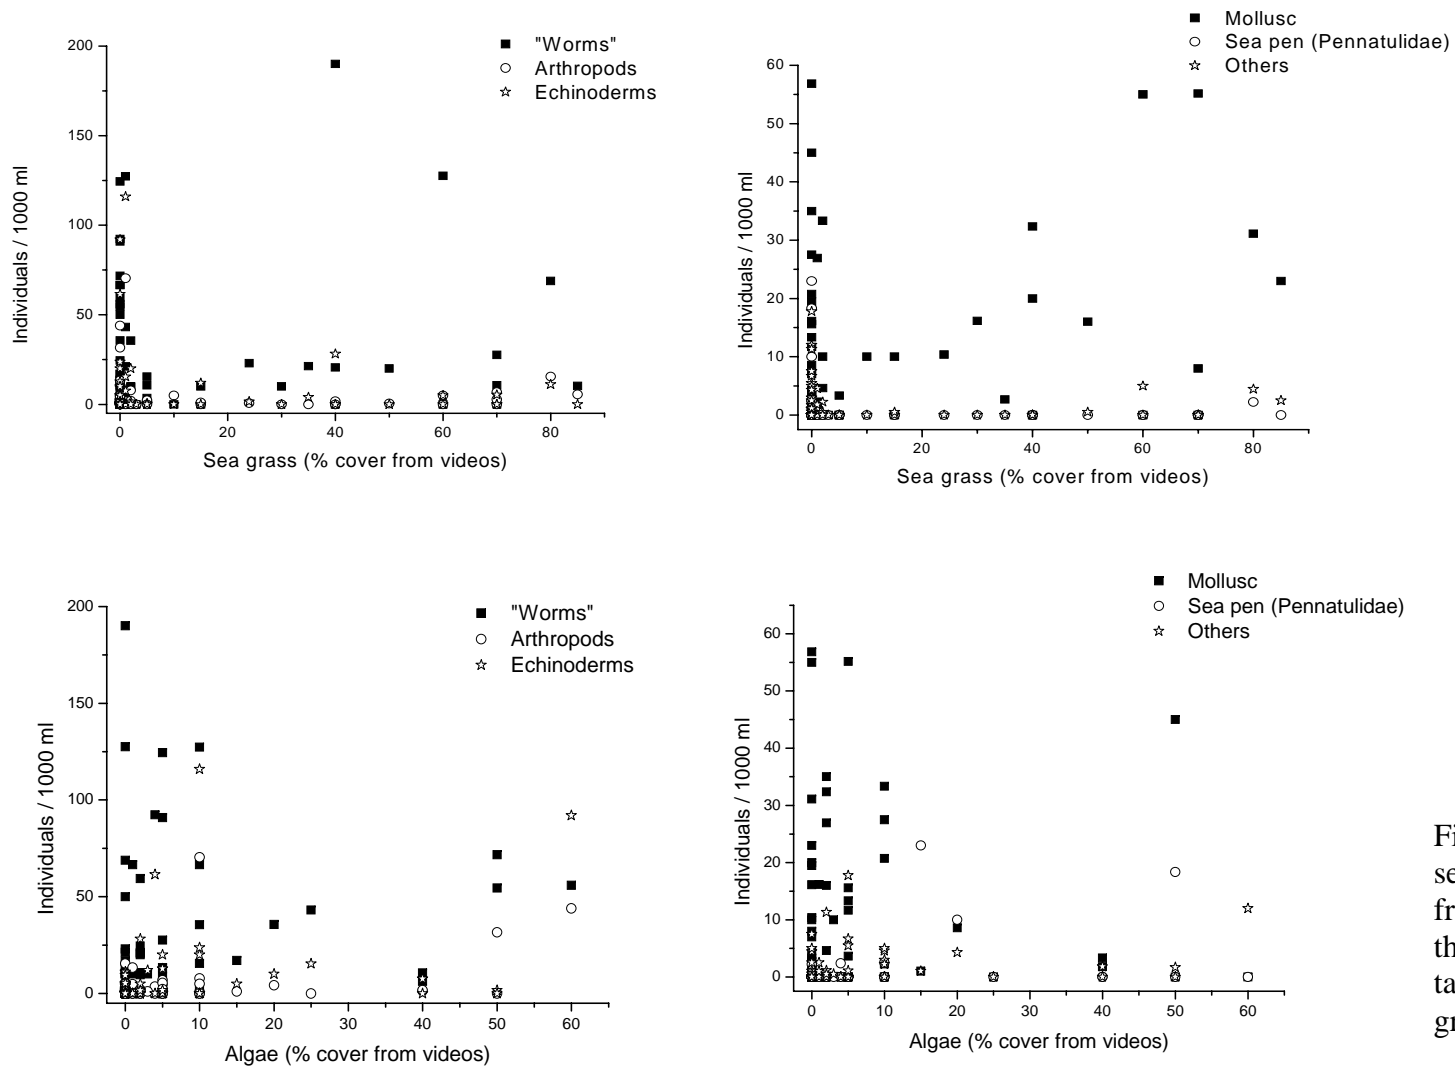 "Worms"
Arthropods
Echinoderms
200
150
100
50
0
Individuals / 1000 ml
0 20 40 60 80
Sea grass (% cover from videos)
Mollusc
Sea pen (Pennatulidae)
Others
60
50
40
30
20
10
0
Individuals / 1000 ml
0 20 40 60 80
Sea grass (% cover from videos)
"Worms"
Arthropods
Echinoderms
200
150
100
50
0
Individuals / 1000 ml
0 10 20 30 40 50 60
Algae (% cover from videos)
Mollusc
Sea pen (Pennatulidae)
Others
60
50
40
30
20
10
0
Individuals / 1000 ml
0 10 20 30 40 50 60
Algae (% cover from videos)